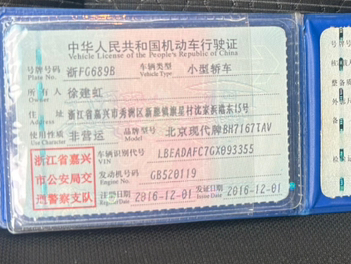 中华人民共和国机动车行驶证
Vehicle License of the People's Republic of China
号牌号码 浙FG689B 车辆类型 小型轿车
Plate No. Vehicle Type
所有人 徐建虹
Owner
住址 浙江省嘉兴市秀洲区新塍镇旗星村沈家浜港东15号
Address
使用性质 非营运 品牌型号 北京现代牌BH7167TAV
Use Character Model
浙江省嘉兴
市公安局交
通警察支队
车辆识别代号 LBEADAFC7GX093355
VIN
发动机号码 GB520119
Engine No.
注册日期 2016-12-01 发证日期 2016-12-01
Register Date Issue Date